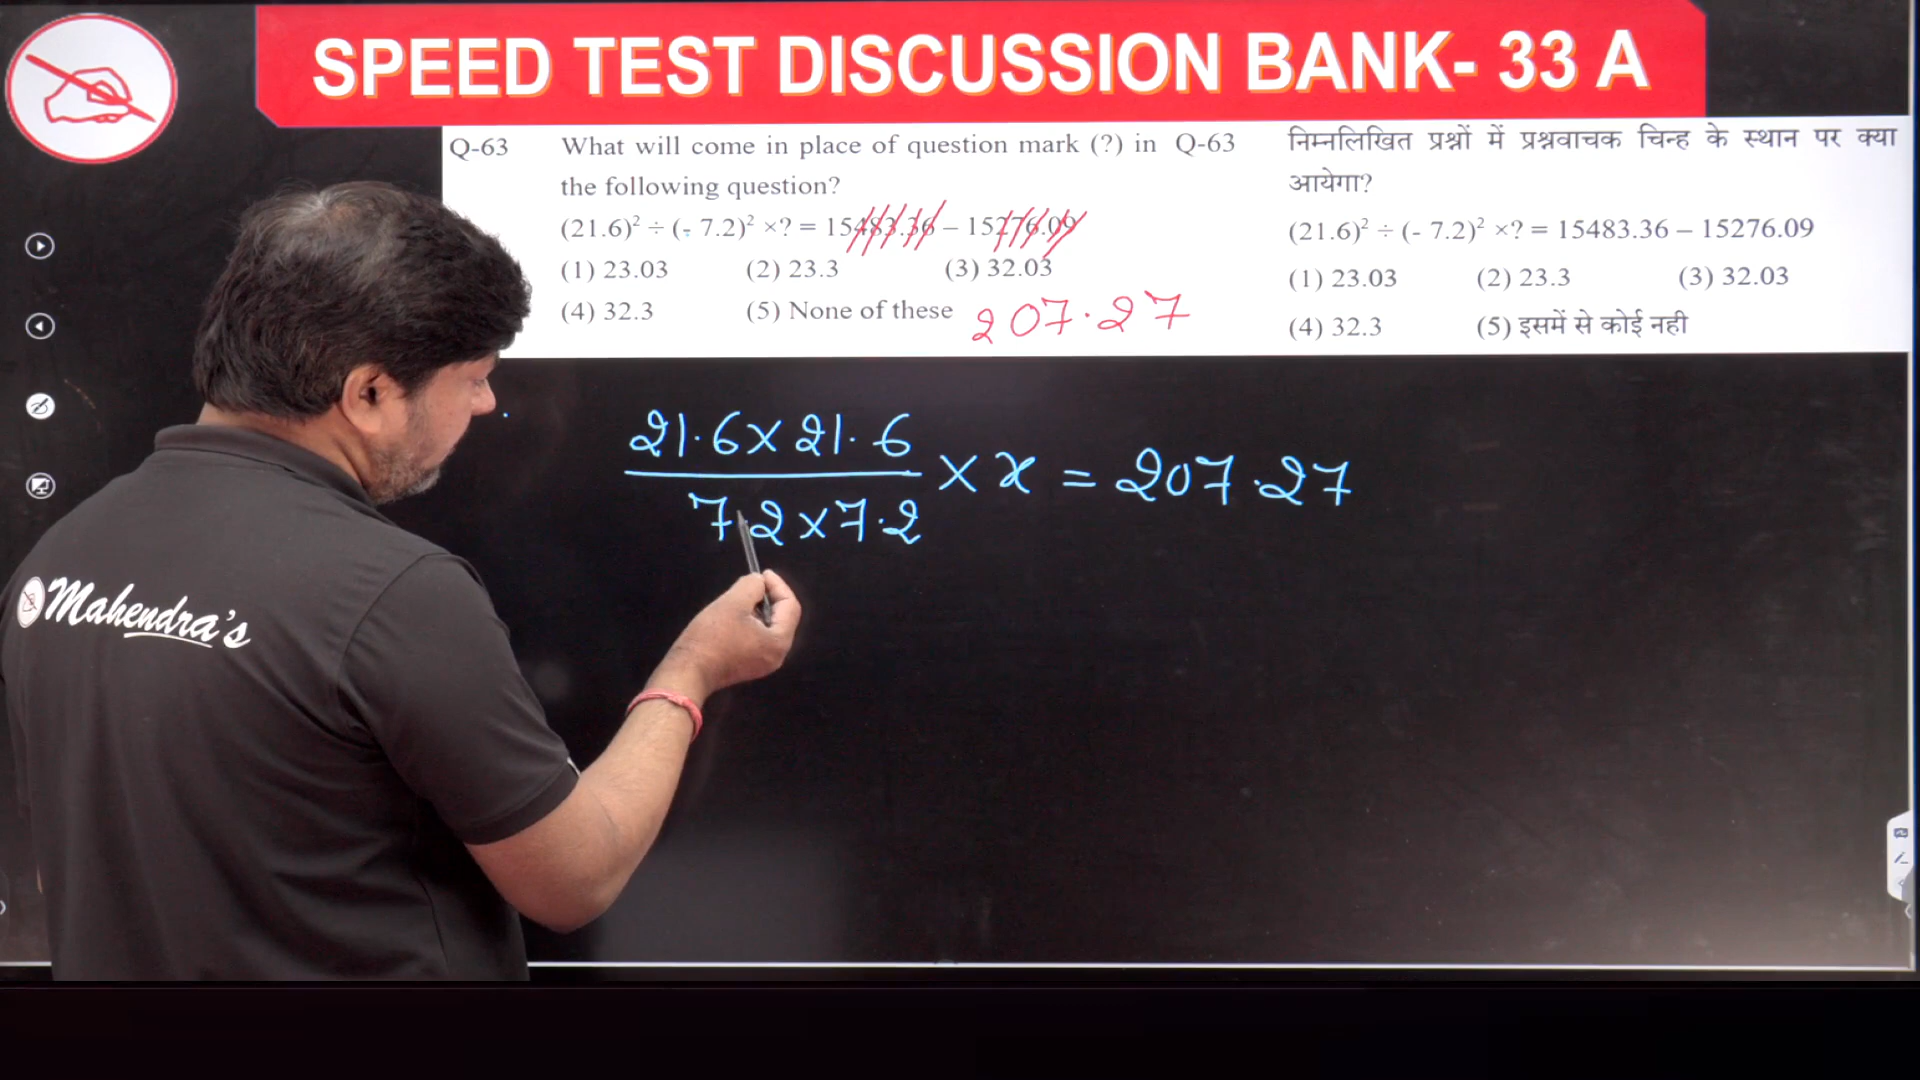 SPEED TEST DISCUSSION BANK- 33 A
Q-63 What will come in place of question mark (?) in
the following question?
(21.6)² ÷ (- 7.2)² ×? = 15483.36 – 15276.09
(1) 23.03 (2) 23.3 (3) 32.03
(4) 32.3 (5) None of these
207.27
Q-63 निम्नलिखित प्रश्नों में प्रश्नवाचक चिन्ह के स्थान पर क्या
आयेगा?
(21.6)² ÷ (- 7.2)² ×? = 15483.36 – 15276.09
(1) 23.03 (2) 23.3 (3) 32.03
(4) 32.3 (5) इसमें से कोई नही
21.6 × 21.6
7.2 × 7.2
× x = 207.27
Mahendra's